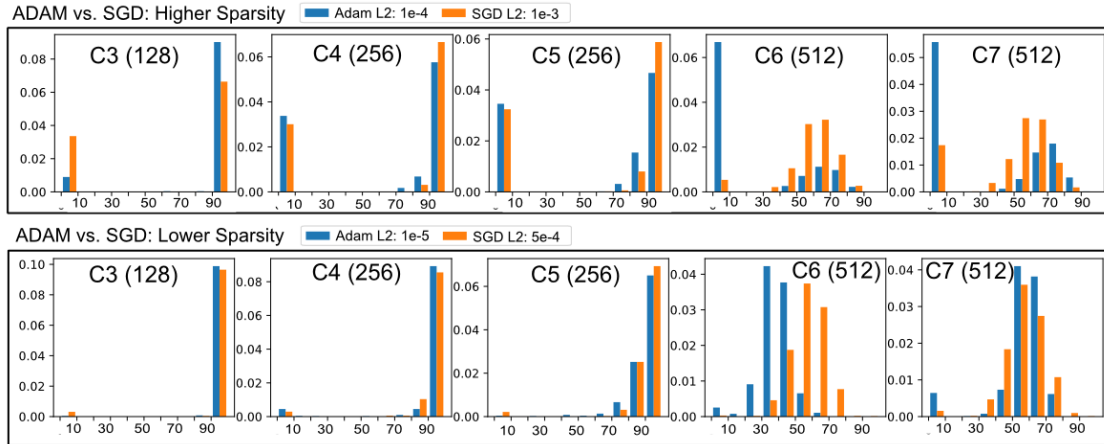 ADAM vs. SGD: Higher Sparsity Adam L2: 1e-4 SGD L2: 1e-3
C3 (128) C4 (256) C5 (256) C6 (512) C7 (512)
0.08 0.06 0.06 0.06 0.05
0.06 0.04 0.04 0.04 0.04
0.04 0.02 0.02 0.02 0.03
0.02 0.00 0.00 0.00 0.02
0.00 0.01
0.00
10 30 50 70 90 10 30 50 70 90 10 30 50 70 90 10 30 50 70 90 10 30 50 70 90
ADAM vs. SGD: Lower Sparsity Adam L2: 1e-5 SGD L2: 5e-4
C3 (128) C4 (256) C5 (256) C6 (512) C7 (512)
0.10 0.08 0.06 0.04 0.04
0.08 0.06 0.04 0.03 0.03
0.06 0.04 0.02 0.02 0.02
0.04 0.02 0.00 0.01 0.01
0.02 0.00 0.00 0.00
0.00
10 30 50 70 90 10 30 50 70 90 10 30 50 70 90 10 30 50 70 90 10 30 50 70 90